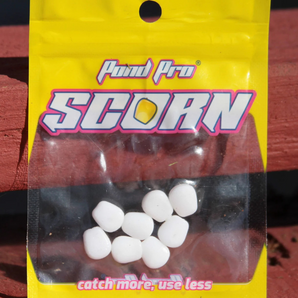 Pond Pro®
SCORN
catch more, use less